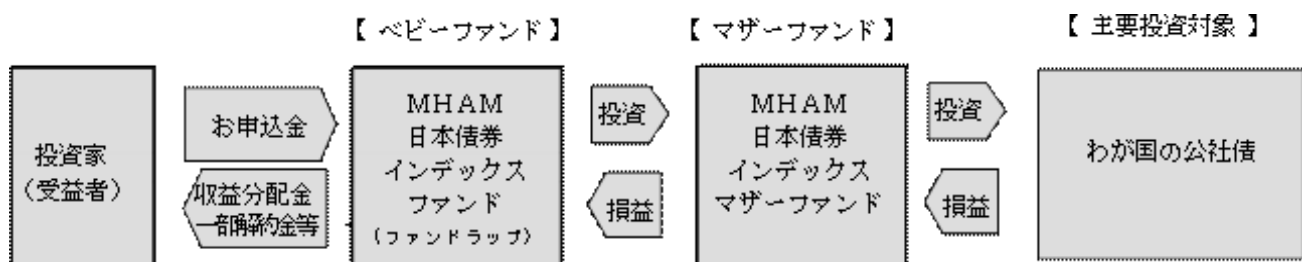 【 ベビーファンド 】
【 マザーファンド 】
【 主要投資対象 】
投資家
（受益者）
お申込金
収益分配金
一部解約金等
ＭＨＡＭ
日本債券
インデックス
ファンド
（ファンドラップ）
投資
損益
ＭＨＡＭ
日本債券
インデックス
マザーファンド
投資
損益
わが国の公社債